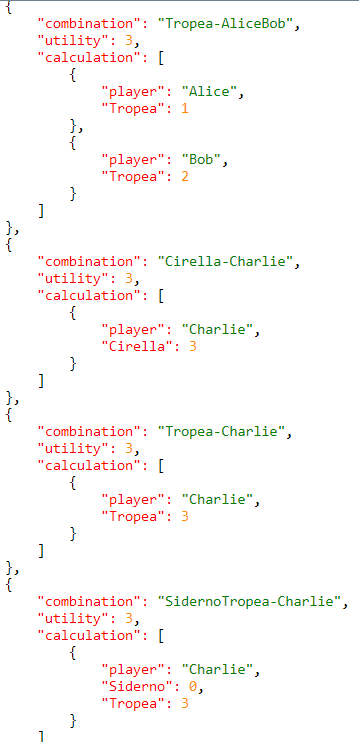 {
    "combination": "Tropea-AliceBob",
    "utility": 3,
    "calculation": [
        {
            "player": "Alice",
            "Tropea": 1
        },
        {
            "player": "Bob",
            "Tropea": 2
        }
    ]
},
{
    "combination": "Cirella-Charlie",
    "utility": 3,
    "calculation": [
        {
            "player": "Charlie",
            "Cirella": 3
        }
    ]
},
{
    "combination": "Tropea-Charlie",
    "utility": 3,
    "calculation": [
        {
            "player": "Charlie",
            "Tropea": 3
        }
    ]
},
{
    "combination": "SidernoTropea-Charlie",
    "utility": 3,
    "calculation": [
        {
            "player": "Charlie",
            "Siderno": 0,
            "Tropea": 3
        }
    ]